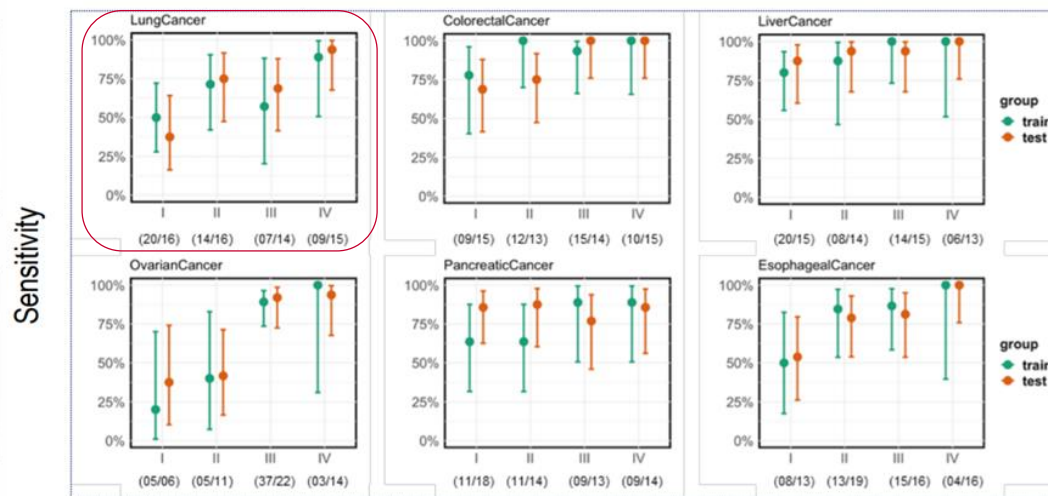 Sensitivity
LungCancer
100%
75%
50%
25%
0%
I II III IV
(20/16) (14/16) (07/14) (09/15)
ColorectalCancer
100%
75%
50%
25%
0%
I II III IV
(09/15) (12/13) (15/14) (10/15)
LiverCancer
100%
75%
50%
25%
0%
I II III IV
(20/15) (08/14) (14/15) (06/13)
group
train
test
OvarianCancer
100%
75%
50%
25%
0%
I II III IV
(05/06) (05/11) (37/22) (03/14)
PancreaticCancer
100%
75%
50%
25%
0%
I II III IV
(11/18) (11/14) (09/13) (09/14)
EsophagealCancer
100%
75%
50%
25%
0%
I II III IV
(08/13) (13/19) (15/16) (04/16)
group
train
test